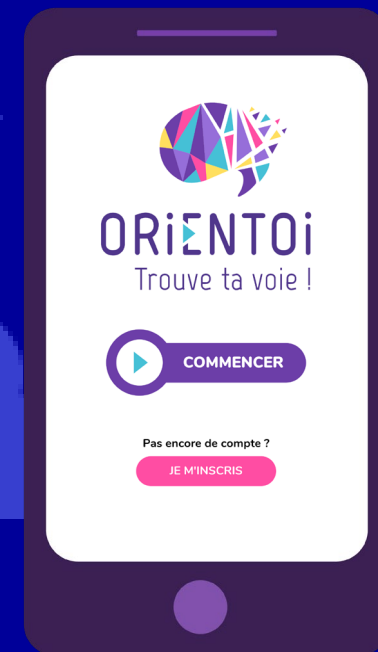 ORiENTOi
Trouve ta voie !
COMMENCER
Pas encore de compte ?
JE M'INSCRIS